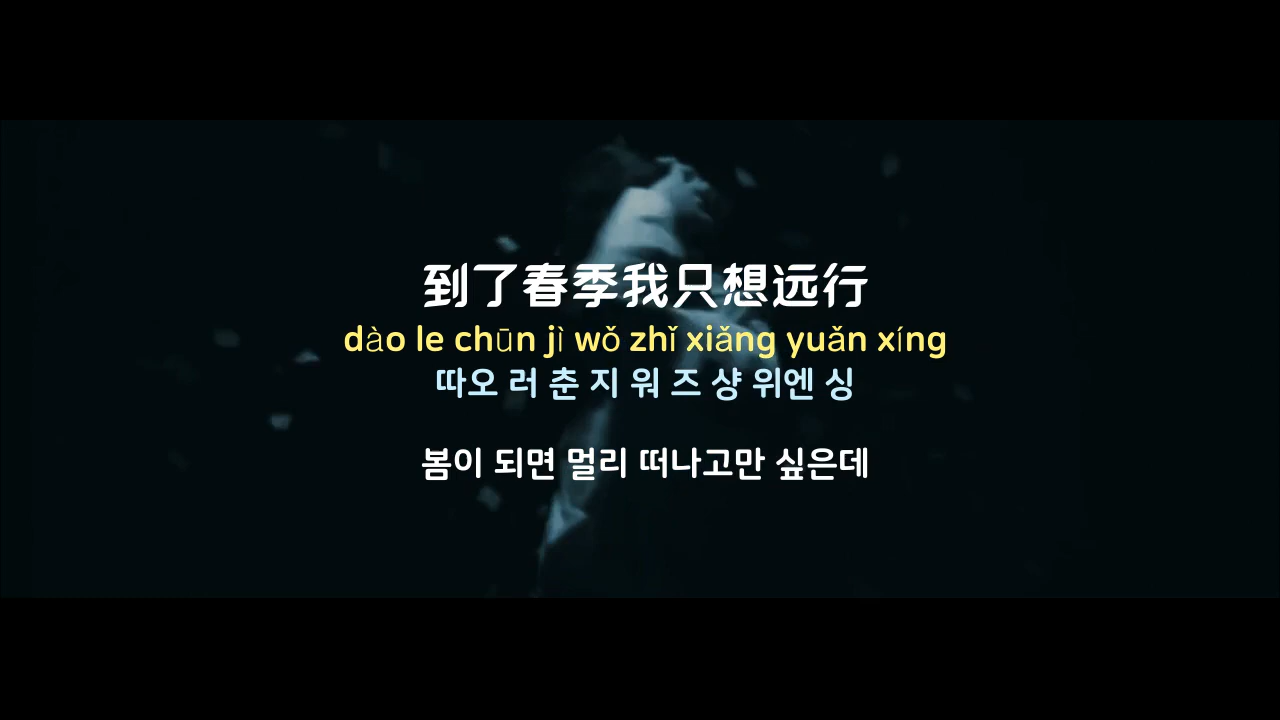 到了春季我只想远行
dào le chūn jì wǒ zhǐ xiǎng yuǎn xíng
따오 러 춘 지 워 즈 샹 위엔 싱
봄이 되면 멀리 떠나고만 싶은데